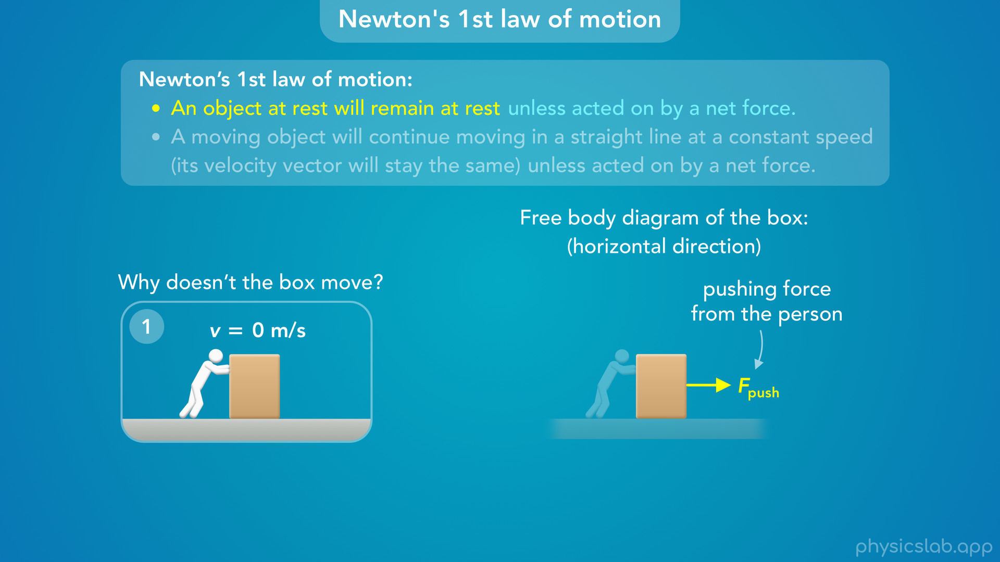 Newton's 1st law of motion
Newton’s 1st law of motion:
• An object at rest will remain at rest unless acted on by a net force.
• A moving object will continue moving in a straight line at a constant speed
(its velocity vector will stay the same) unless acted on by a net force.
Free body diagram of the box:
(horizontal direction)
Why doesn’t the box move?
1
v = 0 m/s
pushing force
from the person
Fpush
physicslab.app